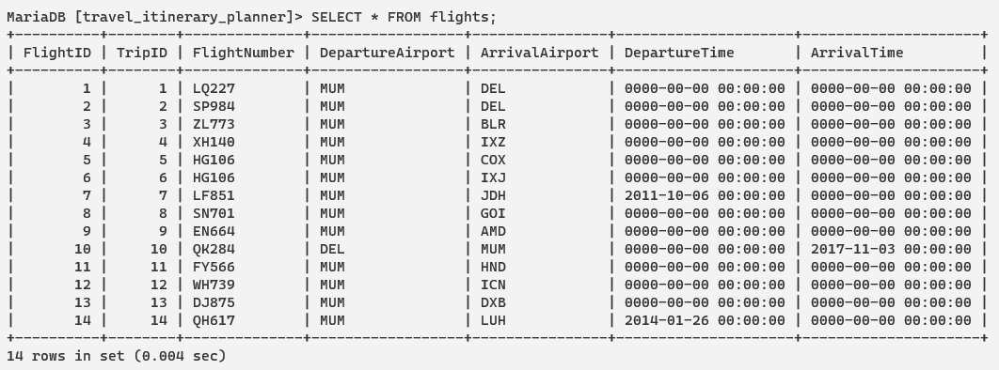 MariaDB [travel_itinerary_planner]> SELECT * FROM flights;
+----------+--------+--------------+------------------+----------------+---------------------+---------------------+
| FlightID | TripID | FlightNumber | DepartureAirport | ArrivalAirport | DepartureTime       | ArrivalTime         |
+----------+--------+--------------+------------------+----------------+---------------------+---------------------+
|        1 |      1 | LQ227        | MUM              | DEL            | 0000-00-00 00:00:00 | 0000-00-00 00:00:00 |
|        2 |      2 | SP984        | MUM              | DEL            | 0000-00-00 00:00:00 | 0000-00-00 00:00:00 |
|        3 |      3 | ZL773        | MUM              | BLR            | 0000-00-00 00:00:00 | 0000-00-00 00:00:00 |
|        4 |      4 | XH140        | MUM              | IXZ            | 0000-00-00 00:00:00 | 0000-00-00 00:00:00 |
|        5 |      5 | HG106        | MUM              | COX            | 0000-00-00 00:00:00 | 0000-00-00 00:00:00 |
|        6 |      6 | HG106        | MUM              | IXJ            | 0000-00-00 00:00:00 | 0000-00-00 00:00:00 |
|        7 |      7 | LF851        | MUM              | JDH            | 2011-10-06 00:00:00 | 0000-00-00 00:00:00 |
|        8 |      8 | SN701        | MUM              | GOI            | 0000-00-00 00:00:00 | 0000-00-00 00:00:00 |
|        9 |      9 | EN664        | MUM              | AMD            | 0000-00-00 00:00:00 | 0000-00-00 00:00:00 |
|       10 |     10 | QK284        | DEL              | MUM            | 0000-00-00 00:00:00 | 2017-11-03 00:00:00 |
|       11 |     11 | FY566        | MUM              | HND            | 0000-00-00 00:00:00 | 0000-00-00 00:00:00 |
|       12 |     12 | WH739        | MUM              | ICN            | 0000-00-00 00:00:00 | 0000-00-00 00:00:00 |
|       13 |     13 | DJ875        | MUM              | DXB            | 0000-00-00 00:00:00 | 0000-00-00 00:00:00 |
|       14 |     14 | QH617        | MUM              | LUH            | 2014-01-26 00:00:00 | 0000-00-00 00:00:00 |
+----------+--------+--------------+------------------+----------------+---------------------+---------------------+
14 rows in set (0.004 sec)